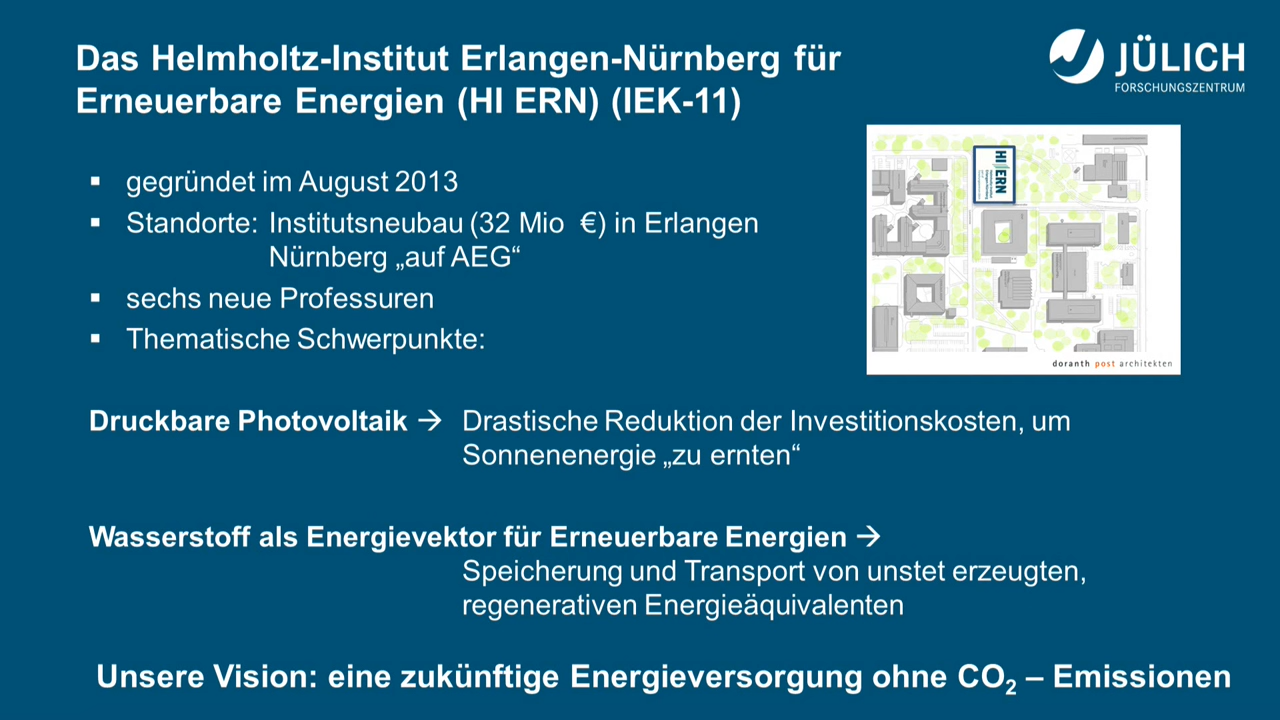 Das Helmholtz-Institut Erlangen-Nürnberg für
Erneuerbare Energien (HI ERN) (IEK-11)
JÜLICH
FORSCHUNGSZENTRUM
▪ gegründet im August 2013
▪ Standorte: Institutsneubau (32 Mio €) in Erlangen
Nürnberg „auf AEG“
▪ sechs neue Professuren
▪ Thematische Schwerpunkte:
HI ERN
doranth post architekten
Druckbare Photovoltaik → Drastische Reduktion der Investitionskosten, um
Sonnenenergie „zu ernten“
Wasserstoff als Energievektor für Erneuerbare Energien →
Speicherung und Transport von unstet erzeugten,
regenerativen Energieäquivalenten
Unsere Vision: eine zukünftige Energieversorgung ohne CO₂ – Emissionen